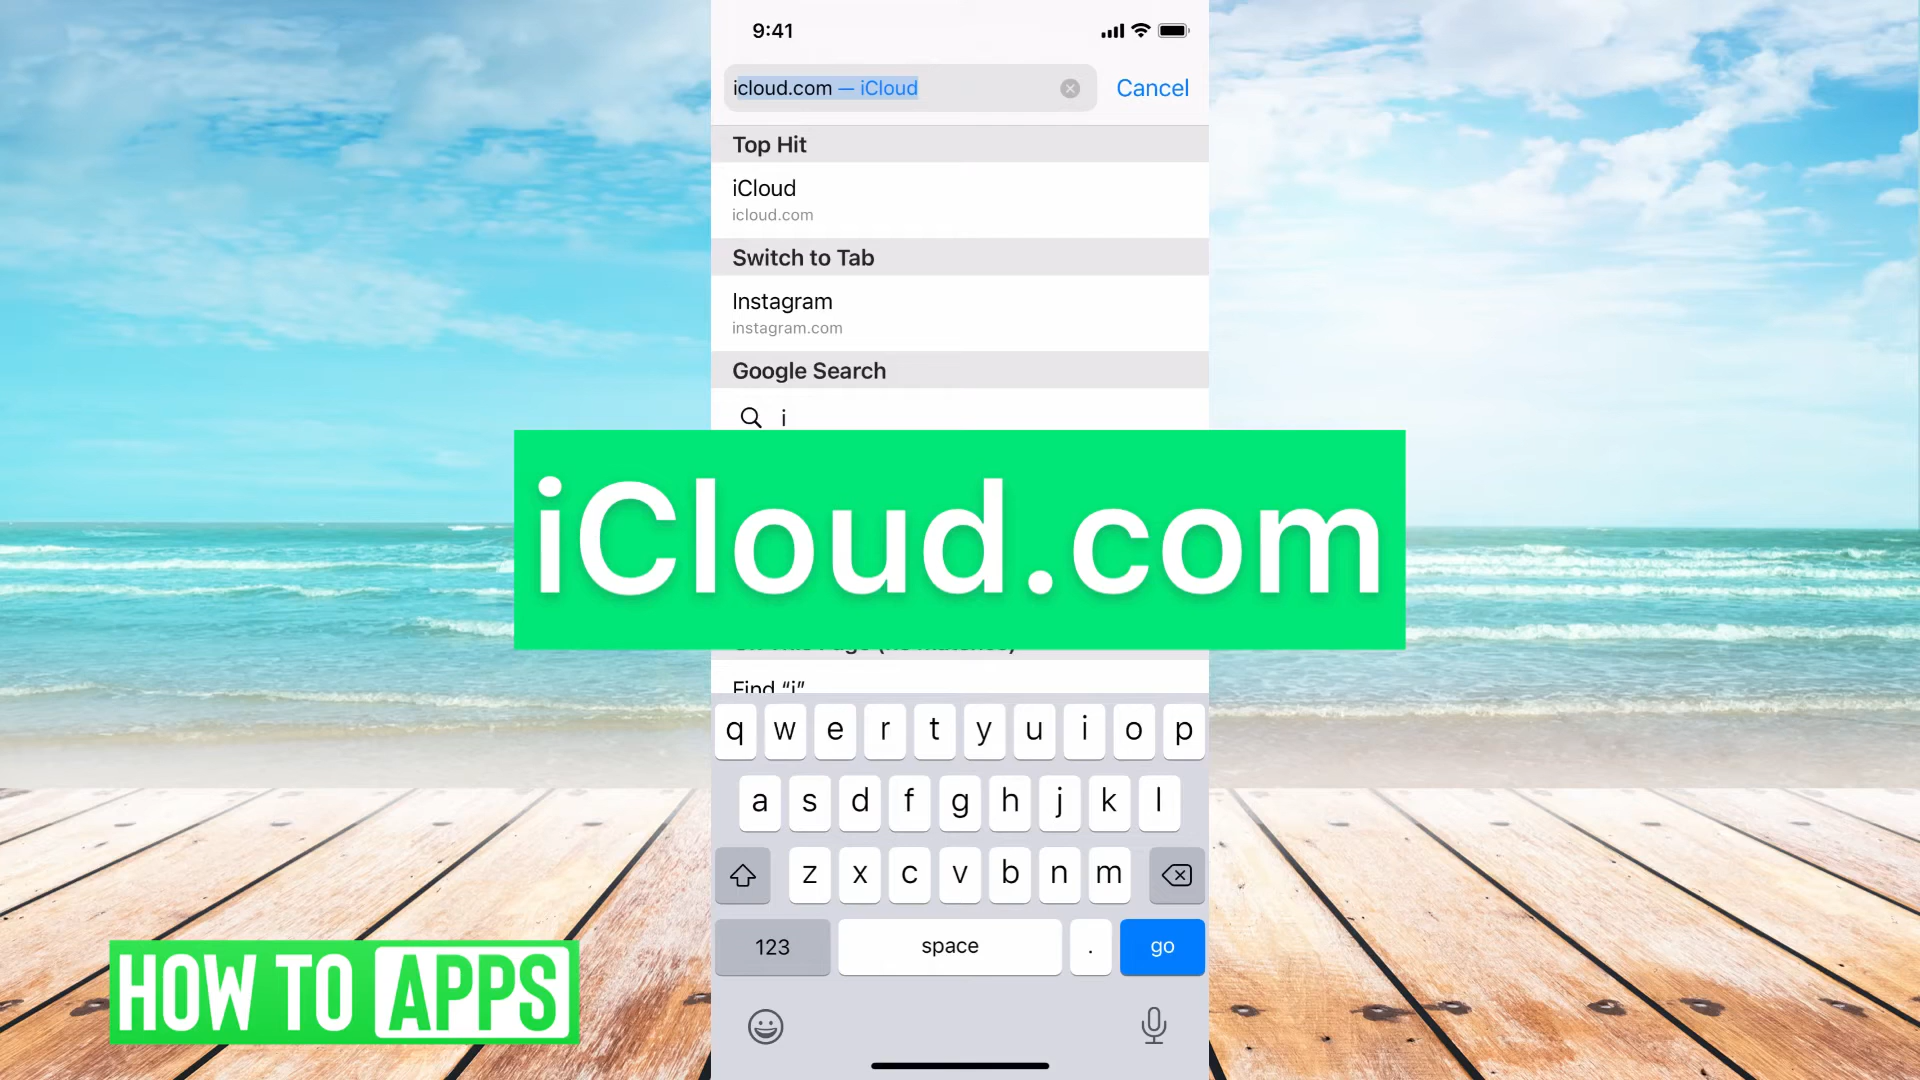 9:41
icloud.com — iCloud
Cancel
Top Hit
iCloud
icloud.com
Switch to Tab
Instagram
instagram.com
Google Search
i
iCloud.com
Find “i”
q w e r t y u i o p
a s d f g h j k l
z x c v b n m
123 space . go
HOW TO APPS